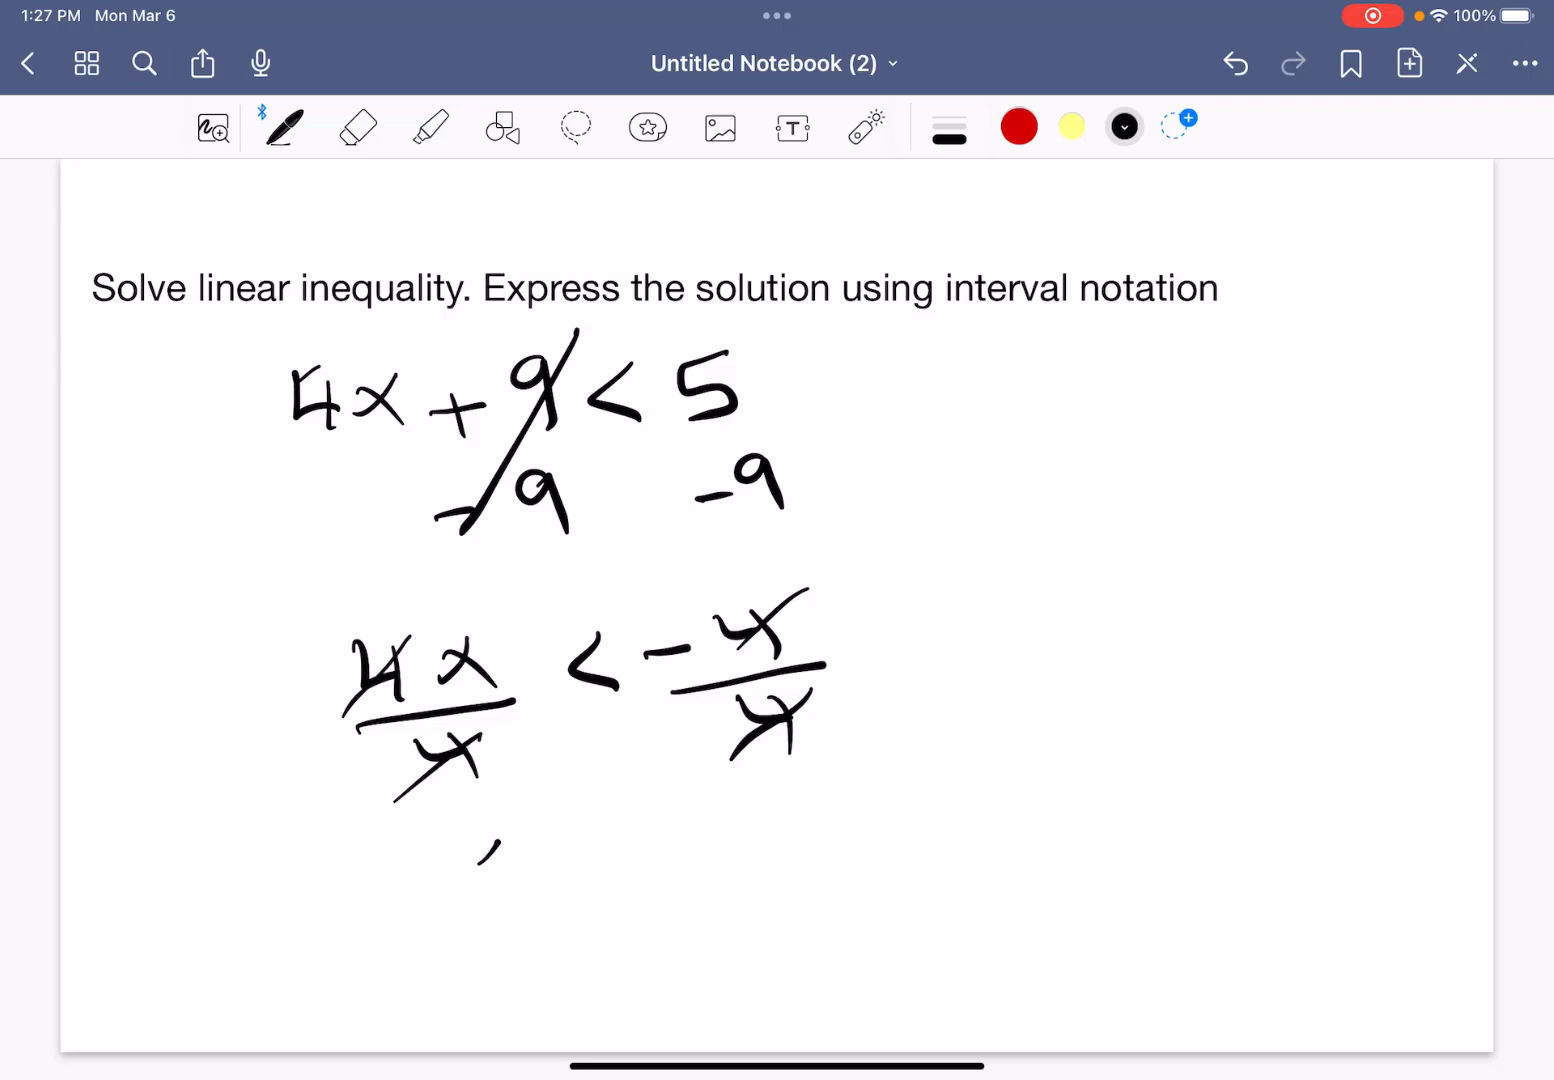 1:27 PM Mon Mar 6
100%
Untitled Notebook (2)
T
Solve linear inequality. Express the solution using interval notation
4x + 9 < 5
- 9 - 9
4x < - 4
4 4